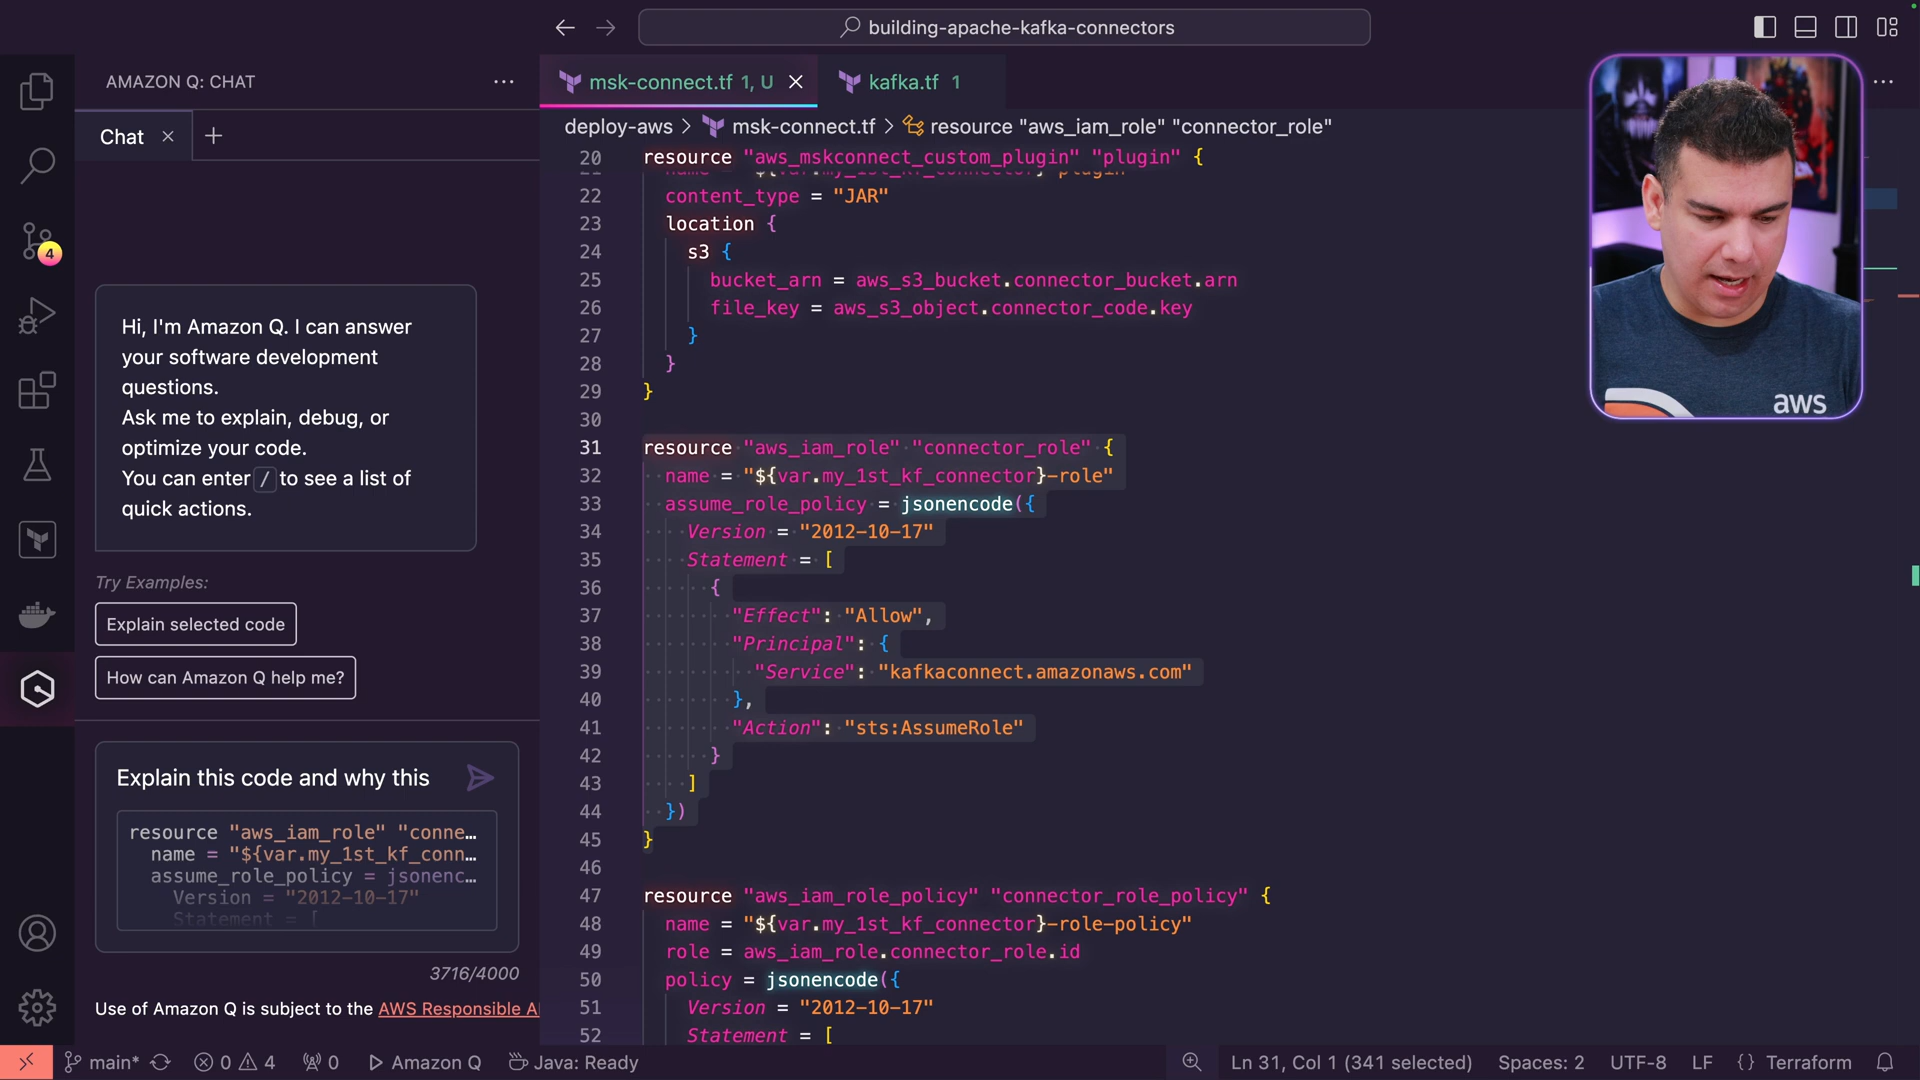 building-apache-kafka-connectors
AMAZON Q: CHAT
Chat
4
Hi, I'm Amazon Q. I can answer
your software development
questions.
Ask me to explain, debug, or
optimize your code.
You can enter / to see a list of
quick actions.
Try Examples:
Explain selected code
How can Amazon Q help me?
Explain this code and why this
resource "aws_iam_role" "conne…
name = "${var.my_1st_kf_conn…
assume_role_policy = jsonenc…
Version = "2012-10-17"
Statement = [
3716/4000
Use of Amazon Q is subject to the AWS Responsible A
msk-connect.tf 1, U
kafka.tf 1
deploy-aws > msk-connect.tf > resource "aws_iam_role" "connector_role"
20 resource "aws_mskconnect_custom_plugin" "plugin" {
22 content_type = "JAR"
23 location {
24 s3 {
25 bucket_arn = aws_s3_bucket.connector_bucket.arn
26 file_key = aws_s3_object.connector_code.key
27 }
28 }
29 }
30
31 resource "aws_iam_role" "connector_role" {
32 name = "${var.my_1st_kf_connector}-role"
33 assume_role_policy = jsonencode({
34 Version = "2012-10-17"
35 Statement = [
36 {
37 "Effect": "Allow",
38 "Principal": {
39 "Service": "kafkaconnect.amazonaws.com"
40 },
41 "Action": "sts:AssumeRole"
42 }
43 ]
44 })
45 }
46
47 resource "aws_iam_role_policy" "connector_role_policy" {
48 name = "${var.my_1st_kf_connector}-role-policy"
49 role = aws_iam_role.connector_role.id
50 policy = jsonencode({
51 Version = "2012-10-17"
52 Statement = [
aws
main* 0 4 0 Amazon Q Java: Ready
Ln 31, Col 1 (341 selected) Spaces: 2 UTF-8 LF {} Terraform